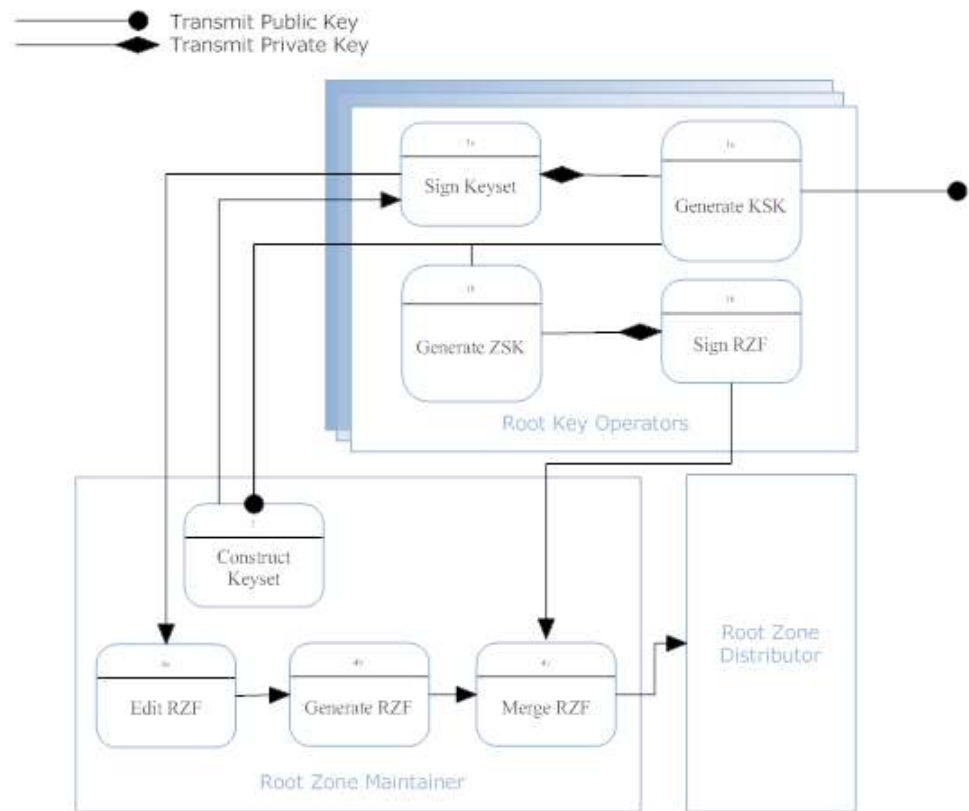 Transmit Public Key
Transmit Private Key
Sign Keyset
Generate KSK
Generate ZSK
Sign RZF
Root Key Operators
Construct
Keyset
Root Zone
Distributor
Edit RZF
Generate RZF
Merge RZF
Root Zone Maintainer